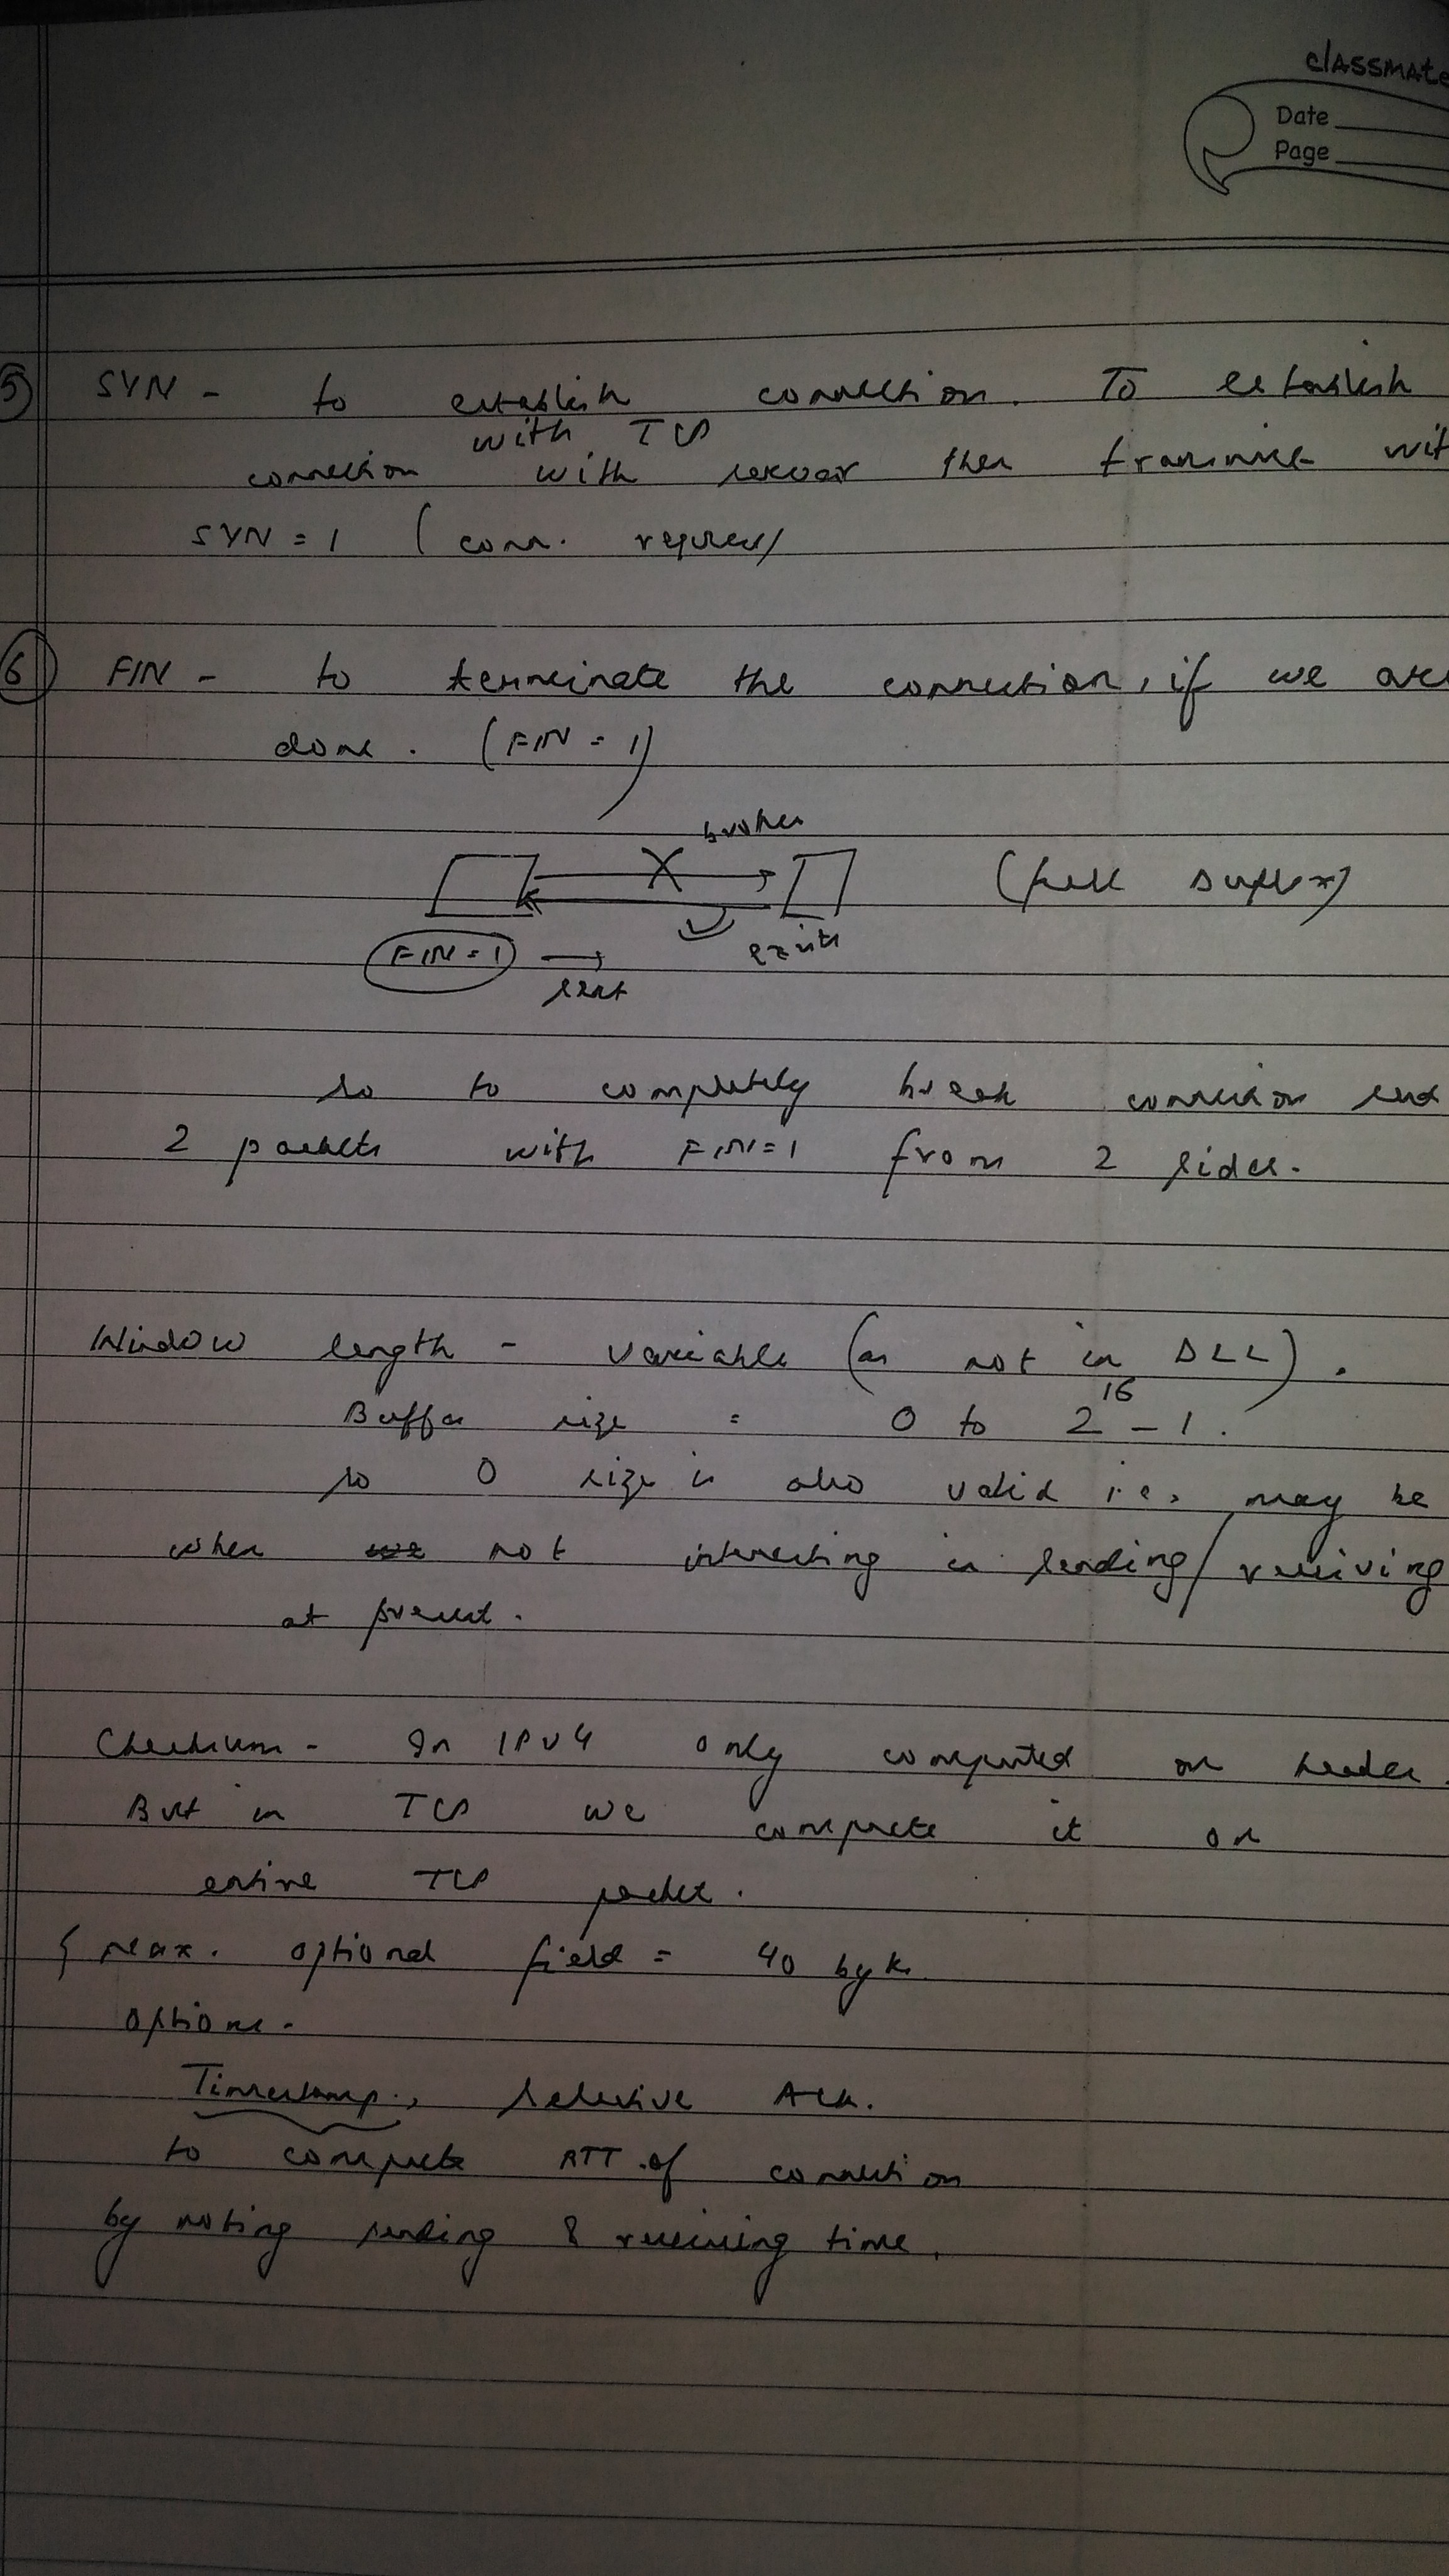 classmate
Date
Page
5 SYN - to establish connection. To establish
with TCP
connection with server then transmit wit
SYN = 1 (conn. request
6 FIN - to terminate the connection, if we are
done. (FIN = 1)
broken
(full duplex)
FIN = 1 exists
sent
so to completely break connection send
2 packets with FIN=1 from 2 sides.
Window length - variable (as not in DLL).
Buffer size = 0 to 2^16 - 1.
so 0 size is also valid i.e. may be
when not interesting in sending/receiving
at present.
Checksum - In IPV4 only computed on header.
But in TCP we compute it on
entire TCP packet.
{ max. optional field = 40 byte
options -
Timestamp, selective Ack.
to compute RTT of connection
by noting sending & receiving time.